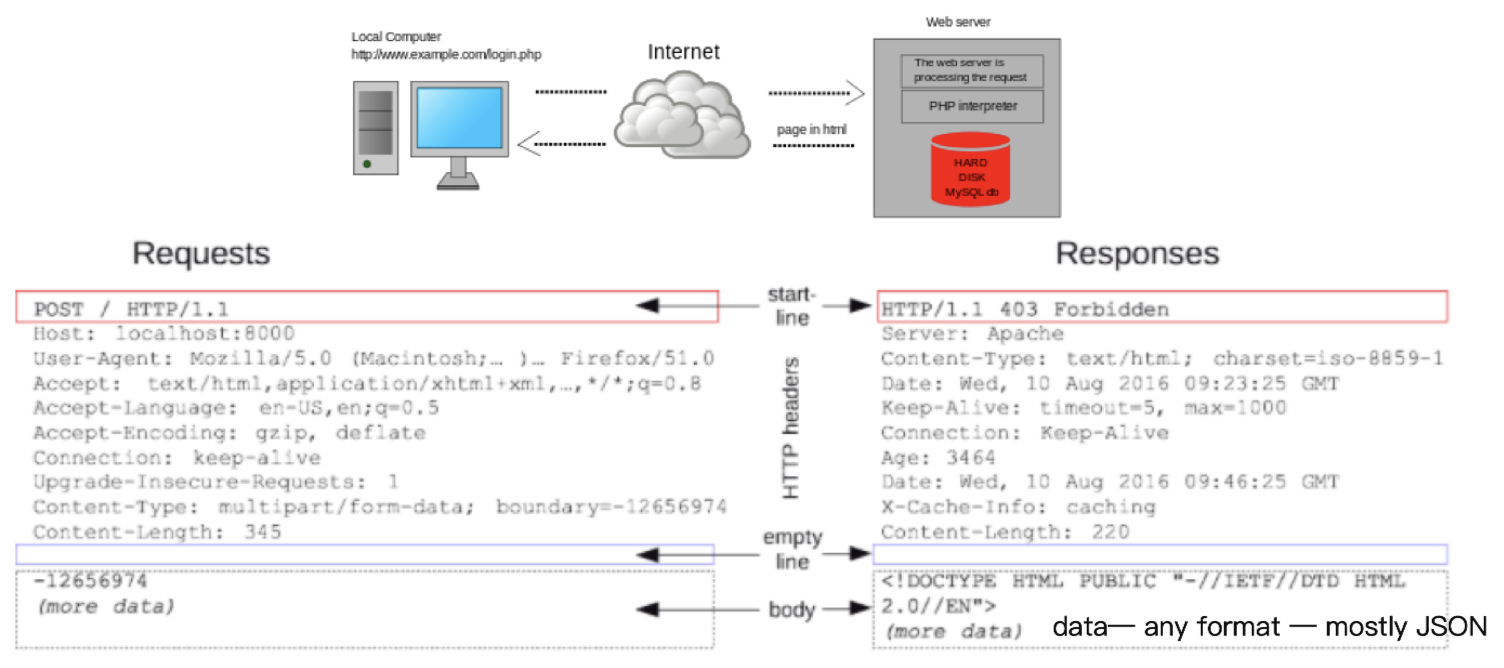 Local Computer
http://www.example.com/login.php
Internet
Web server
The web server is
processing the request
PHP interpreter
page in html
HARD
DISK
MySQL db
Requests
Responses
POST / HTTP/1.1
Host: localhost:8000
User-Agent: Mozilla/5.0 (Macintosh;… )… Firefox/51.0
Accept: text/html,application/xhtml+xml,…,*/*;q=0.8
Accept-Language: en-US,en;q=0.5
Accept-Encoding: gzip, deflate
Connection: keep-alive
Upgrade-Insecure-Requests: 1
Content-Type: multipart/form-data; boundary=-12656974
Content-Length: 345
-12656974
(more data)
start-
line
HTTP headers
empty
line
body
HTTP/1.1 403 Forbidden
Server: Apache
Content-Type: text/html; charset=iso-8859-1
Date: Wed, 10 Aug 2016 09:23:25 GMT
Keep-Alive: timeout=5, max=1000
Connection: Keep-Alive
Age: 3464
Date: Wed, 10 Aug 2016 09:46:25 GMT
X-Cache-Info: caching
Content-Length: 220
<!DOCTYPE HTML PUBLIC "-//IETF//DTD HTML
2.0//EN">
(more data)
data— any format — mostly JSON